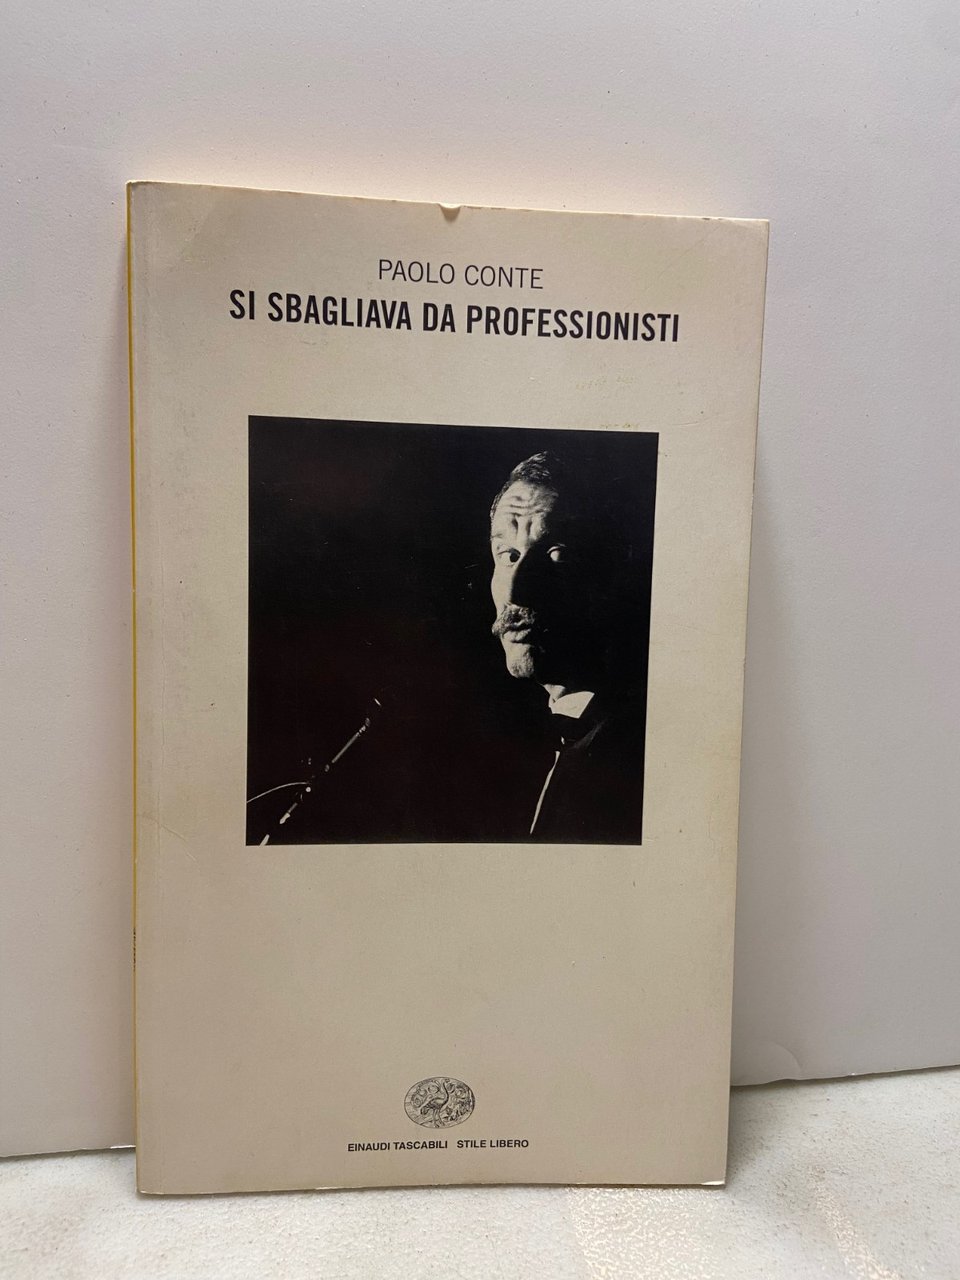 PAOLO CONTE
SI SBAGLIAVA DA PROFESSIONISTI
EINAUDI TASCABILI STILE LIBERO